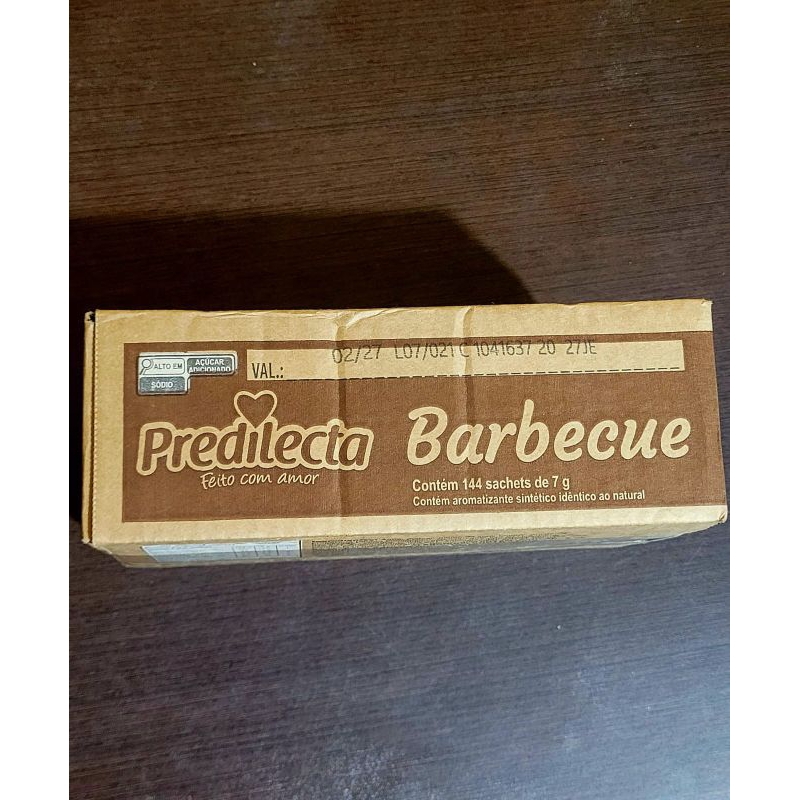 02/27 L07/021 C 1041637 20 27JE
VAL.:
ALTO EM
AÇÚCAR
ADICIONADO
SÓDIO
Predilecta
Feito com amor
Barbecue
Contém 144 sachets de 7 g
Contém aromatizante sintético idêntico ao natural